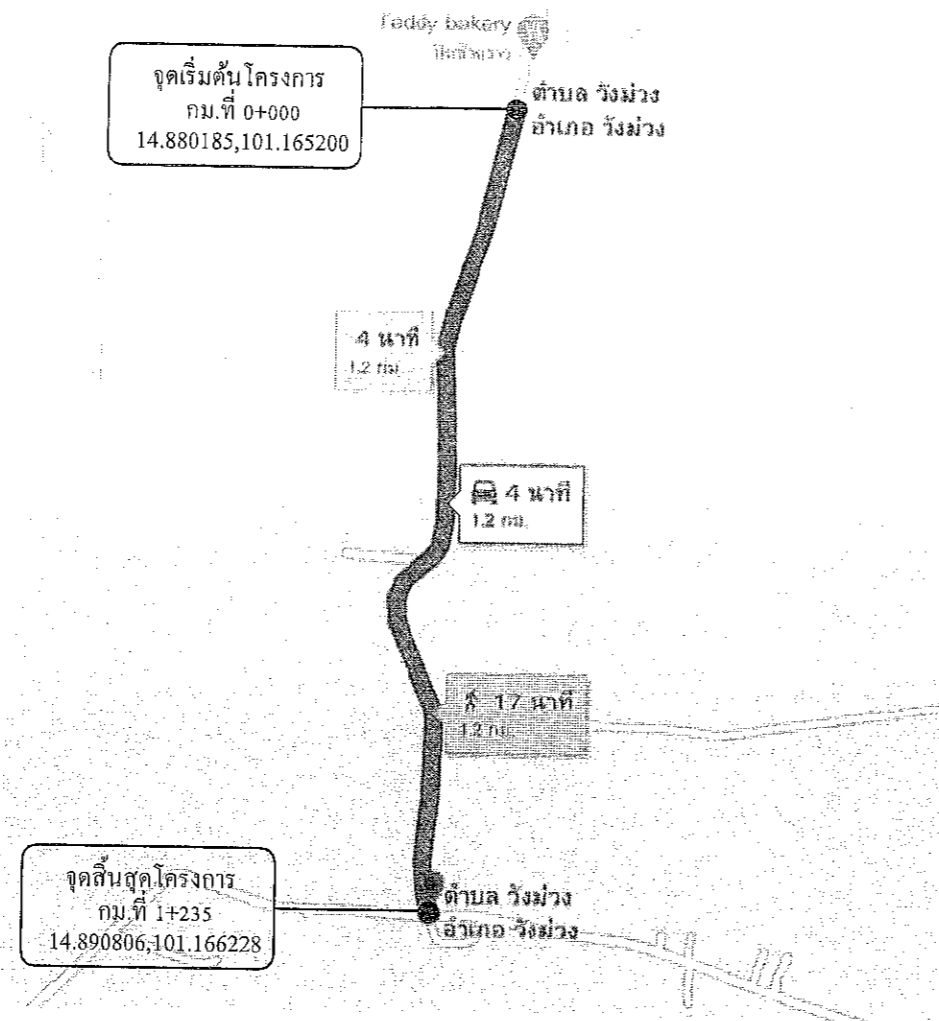 Teddy bakery
จุดเริ่มต้นโครงการ
กม.ที่ 0+000
14.880185,101.165200
ตำบล วังม่วง
อำเภอ วังม่วง
4 นาที
1.2 กม.
4 นาที
1.2 กม.
17 นาที
1.2 กม.
จุดสิ้นสุดโครงการ
กม.ที่ 1+235
14.890806,101.166228
ตำบล วังม่วง
อำเภอ วังม่วง